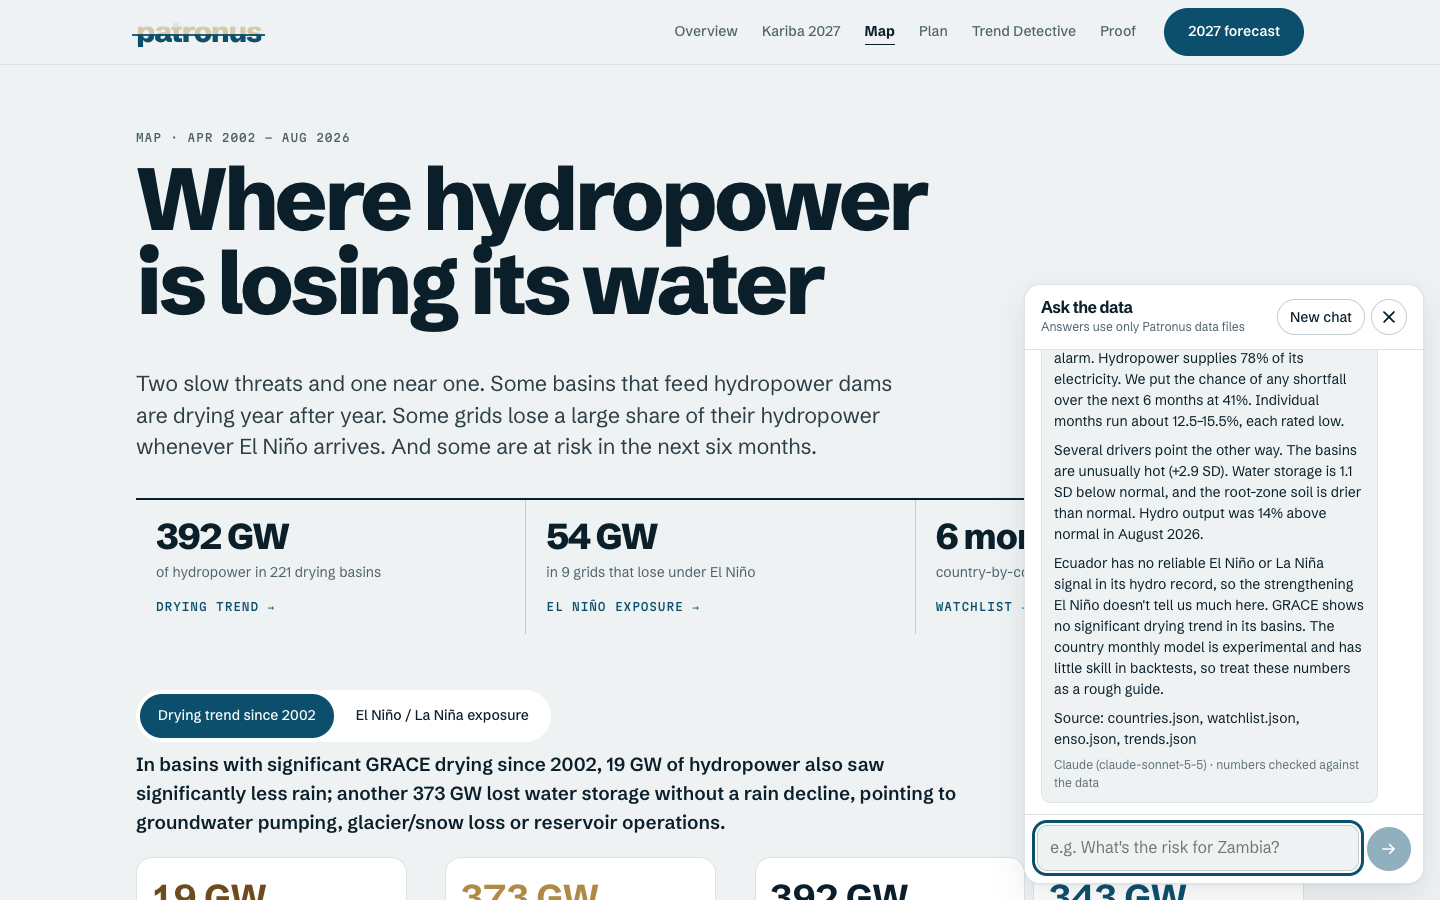 patronus
Overview
Kariba 2027
Map
Plan
Trend Detective
Proof
2027 forecast
MAP · APR 2002 – AUG 2026
Where hydropower
is losing its water
Two slow threats and one near one. Some basins that feed hydropower dams
are drying year after year. Some grids lose a large share of their hydropower
whenever El Niño arrives. And some are at risk in the next six months.
392 GW
of hydropower in 221 drying basins
DRYING TREND →
54 GW
in 9 grids that lose under El Niño
EL NIÑO EXPOSURE →
6 mon
country-by-co
WATCHLIST
Drying trend since 2002
El Niño / La Niña exposure
In basins with significant GRACE drying since 2002, 19 GW of hydropower also saw
significantly less rain; another 373 GW lost water storage without a rain decline, pointing to
groundwater pumping, glacier/snow loss or reservoir operations.
19 GW
373 GW
392 GW
343 GW
Ask the data
Answers use only Patronus data files
New chat
alarm. Hydropower supplies 78% of its
electricity. We put the chance of any shortfall
over the next 6 months at 41%. Individual
months run about 12.5–15.5%, each rated low.
Several drivers point the other way. The basins
are unusually hot (+2.9 SD). Water storage is 1.1
SD below normal, and the root-zone soil is drier
than normal. Hydro output was 14% above
normal in August 2026.
Ecuador has no reliable El Niño or La Niña
signal in its hydro record, so the strengthening
El Niño doesn't tell us much here. GRACE shows
no significant drying trend in its basins. The
country monthly model is experimental and has
little skill in backtests, so treat these numbers
as a rough guide.
Source: countries.json, watchlist.json,
enso.json, trends.json
Claude (claude-sonnet-5-5) · numbers checked against
the data
e.g. What's the risk for Zambia?